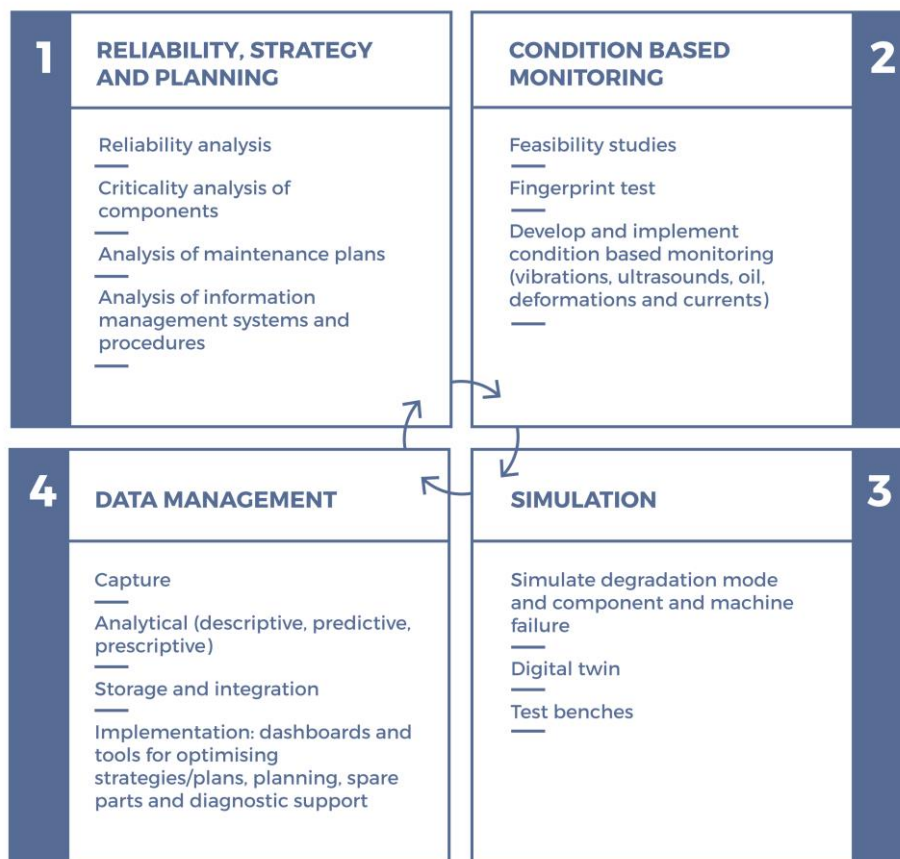 1
RELIABILITY, STRATEGY
AND PLANNING
Reliability analysis
Criticality analysis of
components
Analysis of maintenance plans
Analysis of information
management systems and
procedures
2
CONDITION BASED
MONITORING
Feasibility studies
Fingerprint test
Develop and implement
condition based monitoring
(vibrations, ultrasounds, oil,
deformations and currents)
3
SIMULATION
Simulate degradation mode
and component and machine
failure
Digital twin
Test benches
4
DATA MANAGEMENT
Capture
Analytical (descriptive, predictive,
prescriptive)
Storage and integration
Implementation: dashboards and
tools for optimising
strategies/plans, planning, spare
parts and diagnostic support